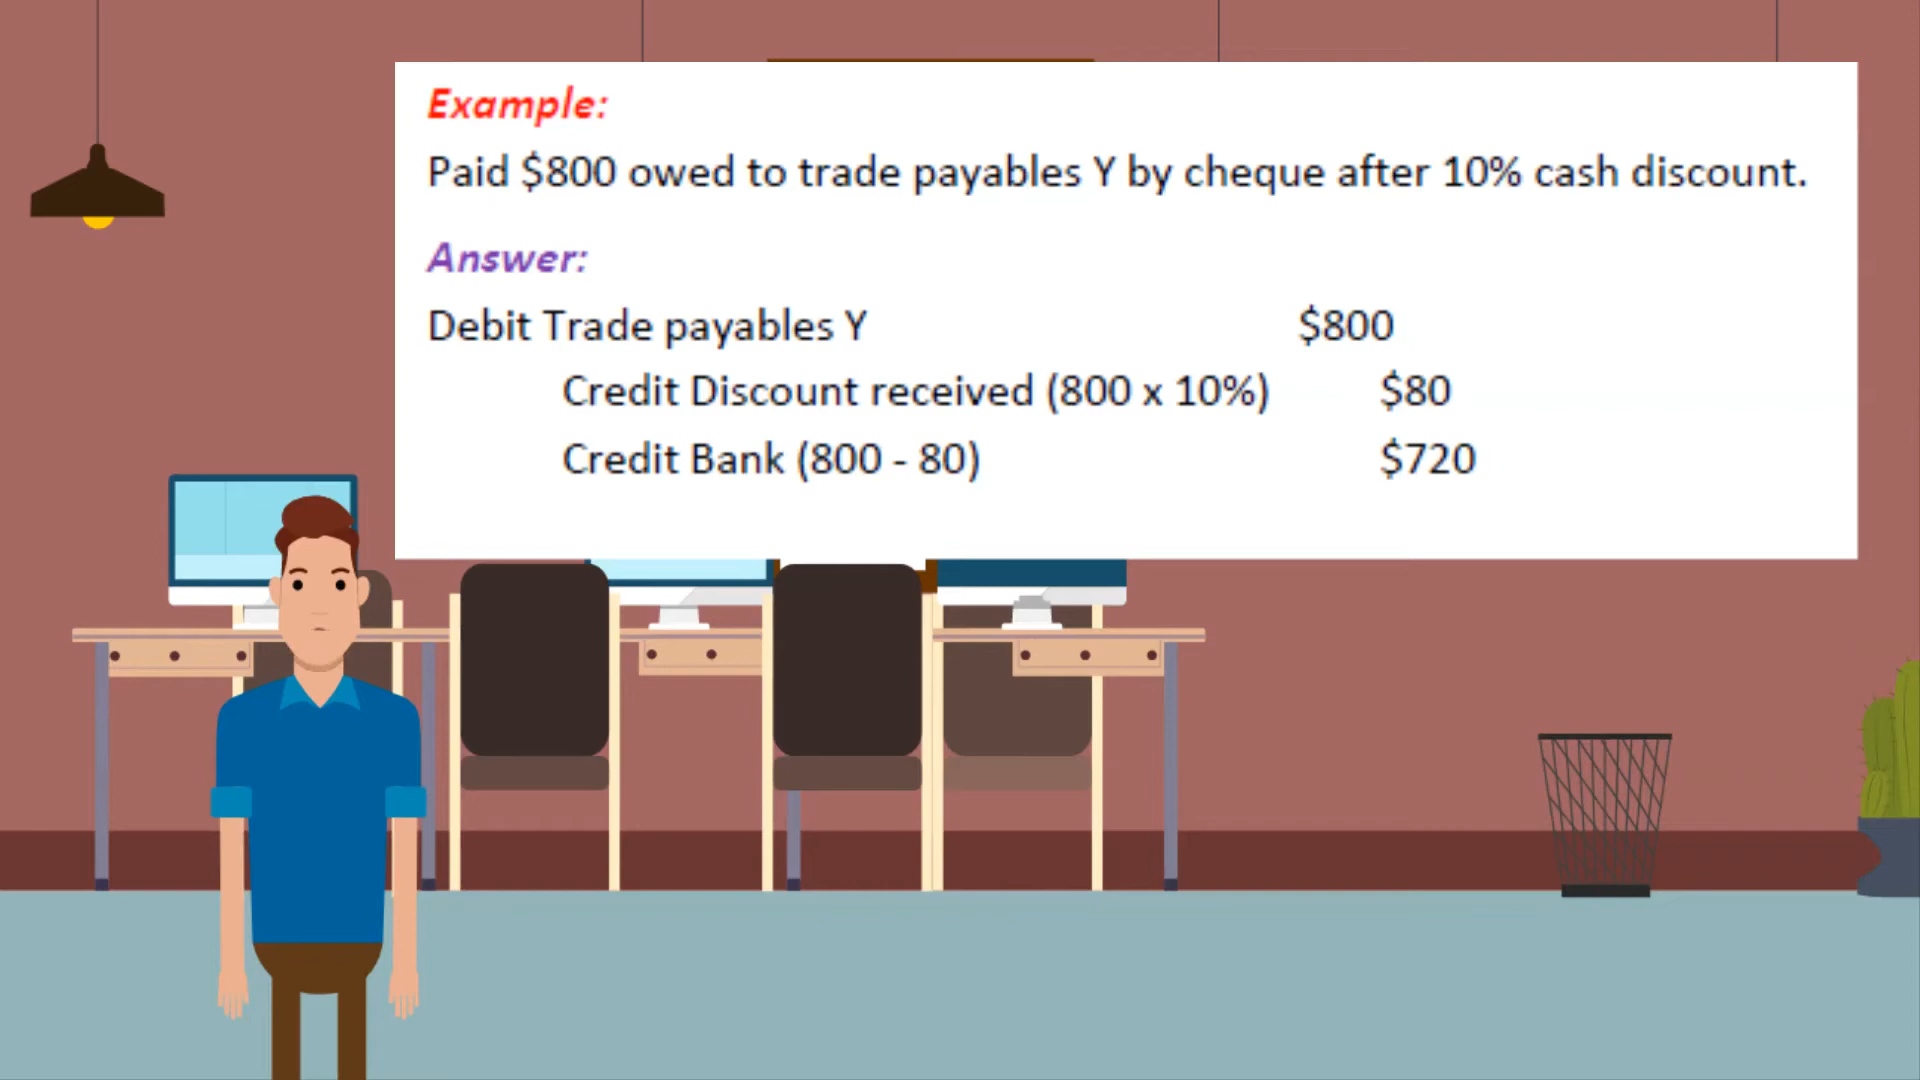 Example:
Paid $800 owed to trade payables Y by cheque after 10% cash discount.
Answer:
Debit Trade payables Y $800
Credit Discount received (800 x 10%) $80
Credit Bank (800 - 80) $720